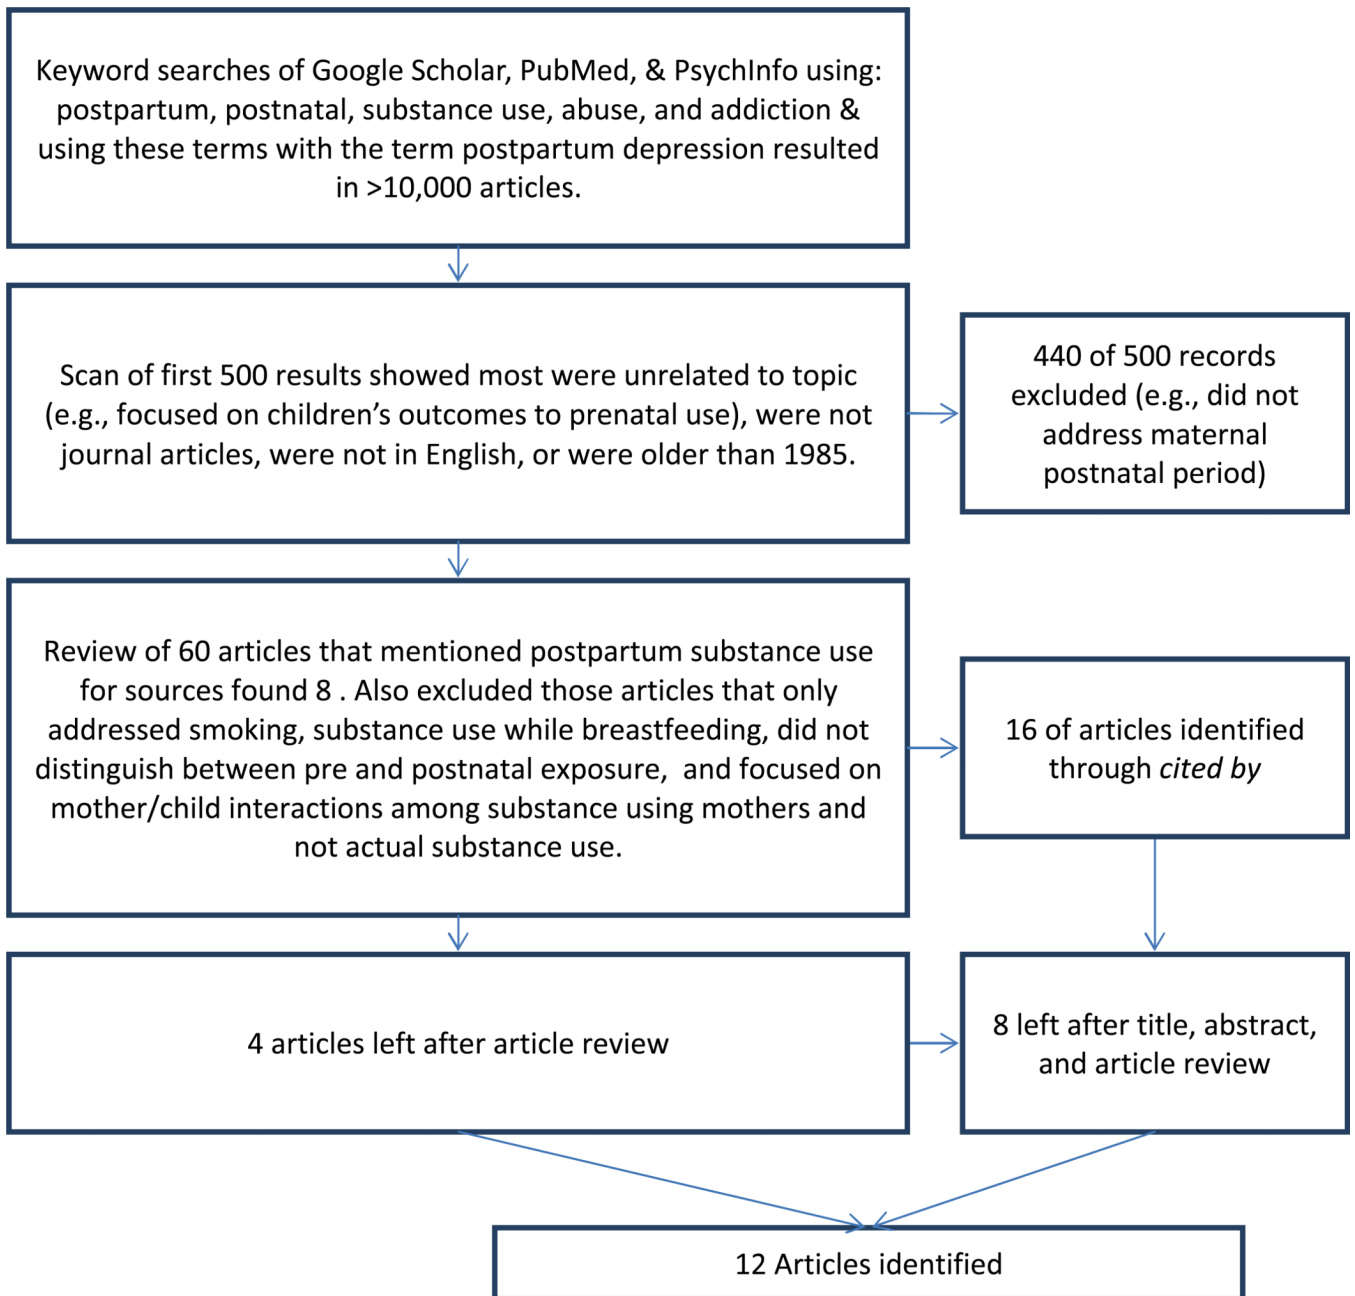 Keyword searches of Google Scholar, PubMed, & PsychInfo using:
postpartum, postnatal, substance use, abuse, and addiction &
using these terms with the term postpartum depression resulted
in >10,000 articles.
Scan of first 500 results showed most were unrelated to topic
(e.g., focused on children’s outcomes to prenatal use), were not
journal articles, were not in English, or were older than 1985.
440 of 500 records
excluded (e.g., did not
address maternal
postnatal period)
Review of 60 articles that mentioned postpartum substance use
for sources found 8 . Also excluded those articles that only
addressed smoking, substance use while breastfeeding, did not
distinguish between pre and postnatal exposure,  and focused on
mother/child interactions among substance using mothers and
not actual substance use.
16 of articles identified
through cited by
4 articles left after article review
8 left after title, abstract,
and article review
12 Articles identified